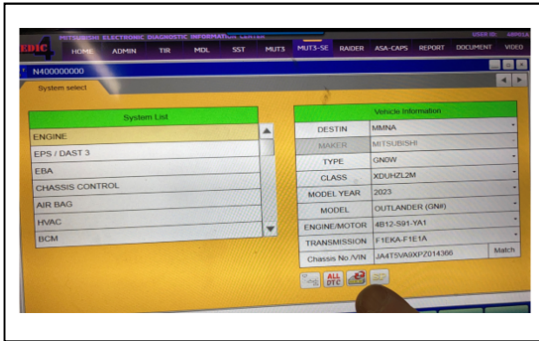 MITSUBISHI ELECTRONIC DIAGNOSTIC INFORMATION CENTER
USER ID:
EDIC HOME ADMIN TIR MDL SST MUT3 MUT3-SE RAIDER ASA-CAPS REPORT DOCUMENT VIDEO
N400000000
System select
System List
ENGINE
EPS / DAST 3
EBA
CHASSIS CONTROL
AIR BAG
HVAC
BCM
Vehicle Information
DESTIN MMNA
MAKER MITSUBISHI
TYPE GN0W
CLASS XDUHZL2M
MODEL YEAR 2023
MODEL OUTLANDER (GN#)
ENGINE/MOTOR 4B12-S91-YA1
TRANSMISSION F1EKA-F1E1A
Chassis No./VIN JA4T5VA9XPZ014366 Match
ALL DTC